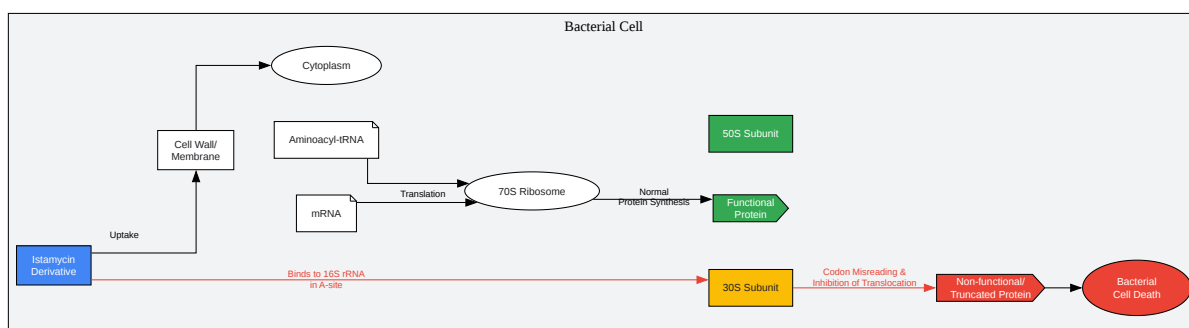 Bacterial Cell
Cytoplasm
Cell Wall/
Membrane
Aminoacyl-tRNA
50S Subunit
70S Ribosome
Translation
Normal
Protein Synthesis
Functional
Protein
mRNA
Uptake
Istamycin
Derivative
Binds to 16S rRNA
in A-site
30S Subunit
Codon Misreading &
Inhibition of Translocation
Non-functional/
Truncated Protein
Bacterial
Cell Death